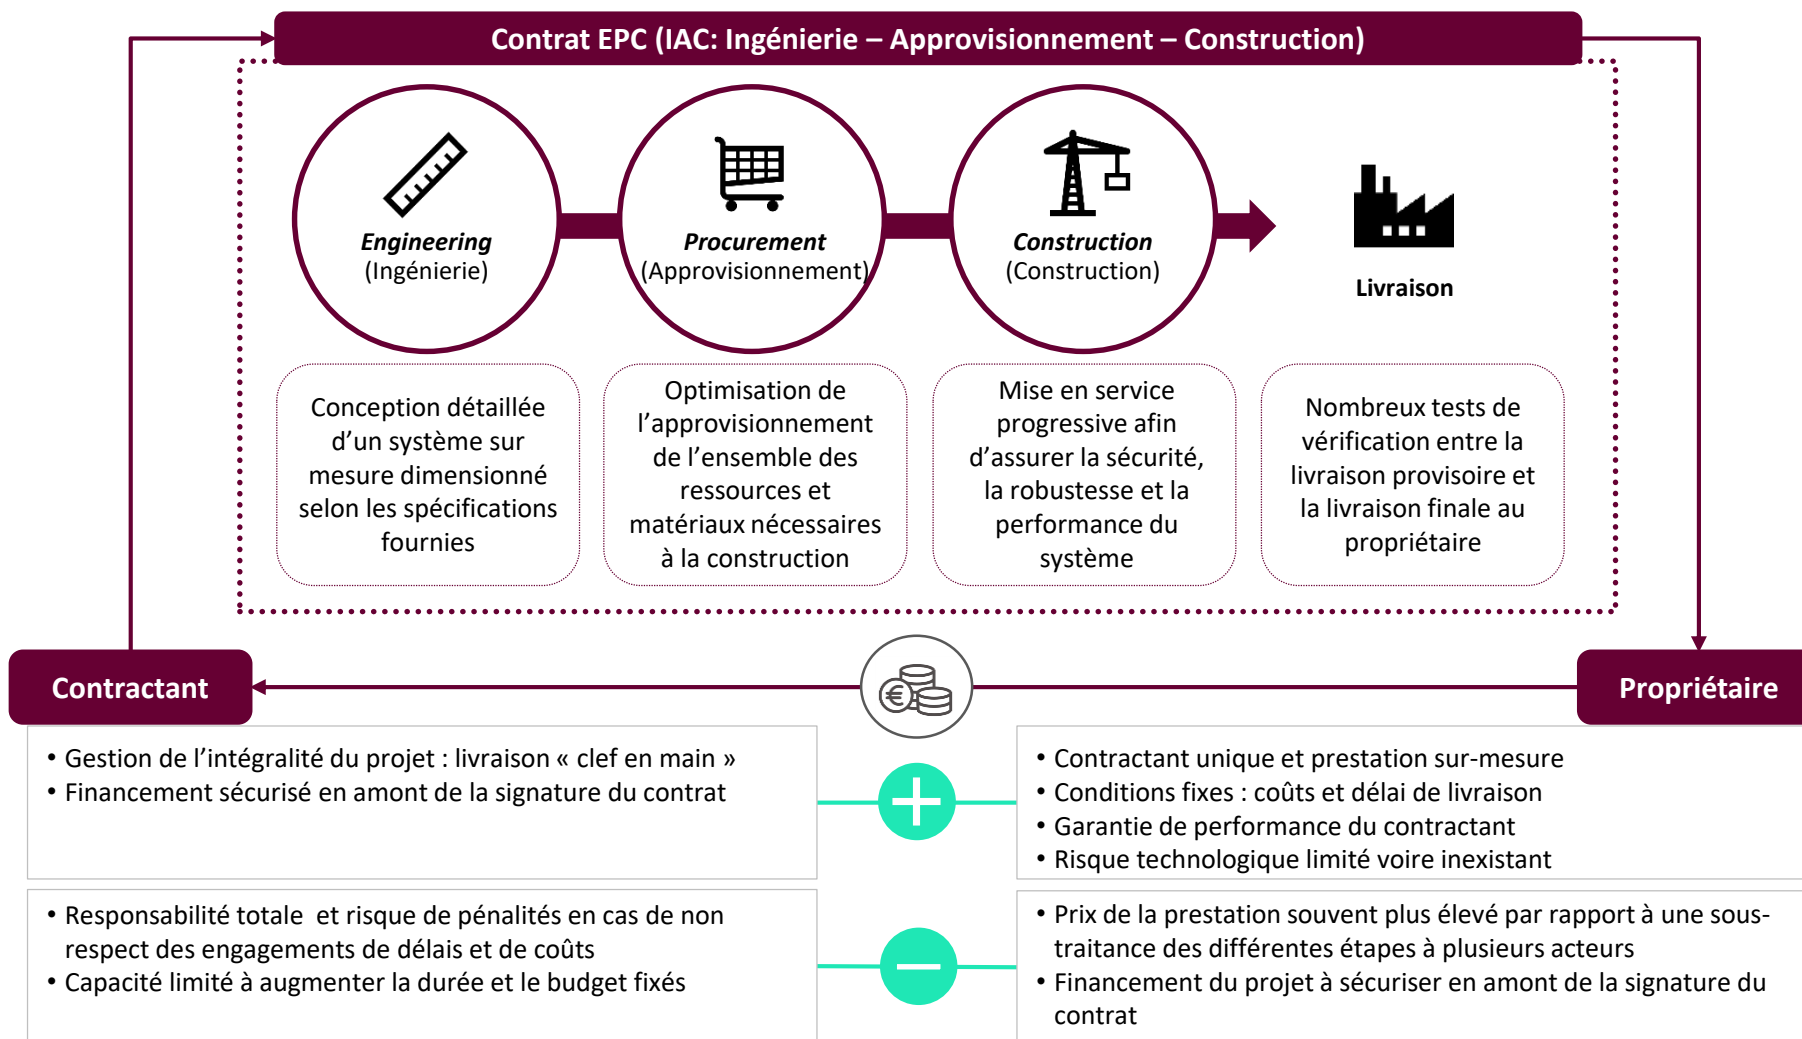 Contrat EPC (IAC: Ingénierie – Approvisionnement – Construction)
Engineering
(Ingénierie)
Procurement
(Approvisionnement)
Construction
(Construction)
Livraison
Conception détaillée
d’un système sur
mesure dimensionné
selon les spécifications
fournies
Optimisation de
l’approvisionnement
de l’ensemble des
ressources et
matériaux nécessaires
à la construction
Mise en service
progressive afin
d’assurer la sécurité,
la robustesse et la
performance du
système
Nombreux tests de
vérification entre la
livraison provisoire et
la livraison finale au
propriétaire
Contractant
€
Propriétaire
• Gestion de l’intégralité du projet : livraison « clef en main »
• Financement sécurisé en amont de la signature du contrat
• Contractant unique et prestation sur-mesure
• Conditions fixes : coûts et délai de livraison
• Garantie de performance du contractant
• Risque technologique limité voire inexistant
• Responsabilité totale  et risque de pénalités en cas de non
respect des engagements de délais et de coûts
• Capacité limité à augmenter la durée et le budget fixés
• Prix de la prestation souvent plus élevé par rapport à une sous-
traitance des différentes étapes à plusieurs acteurs
• Financement du projet à sécuriser en amont de la signature du
contrat